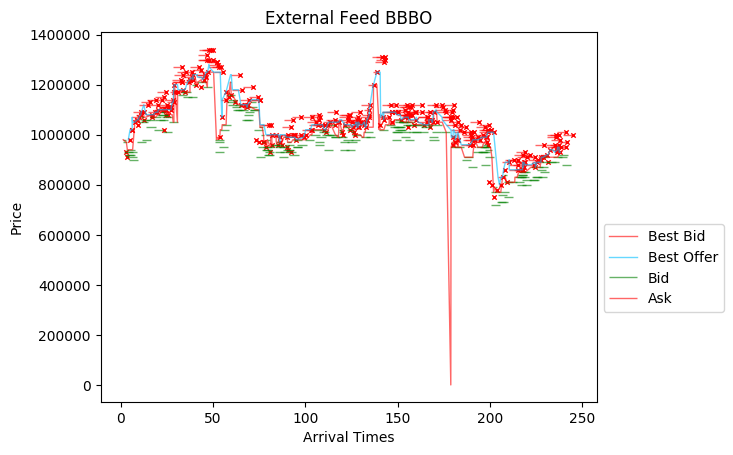 External Feed BBBO
1400000
1200000
1000000
800000
600000
400000
200000
0
Price
0 50 100 150 200 250
Arrival Times
Best Bid
Best Offer
Bid
Ask